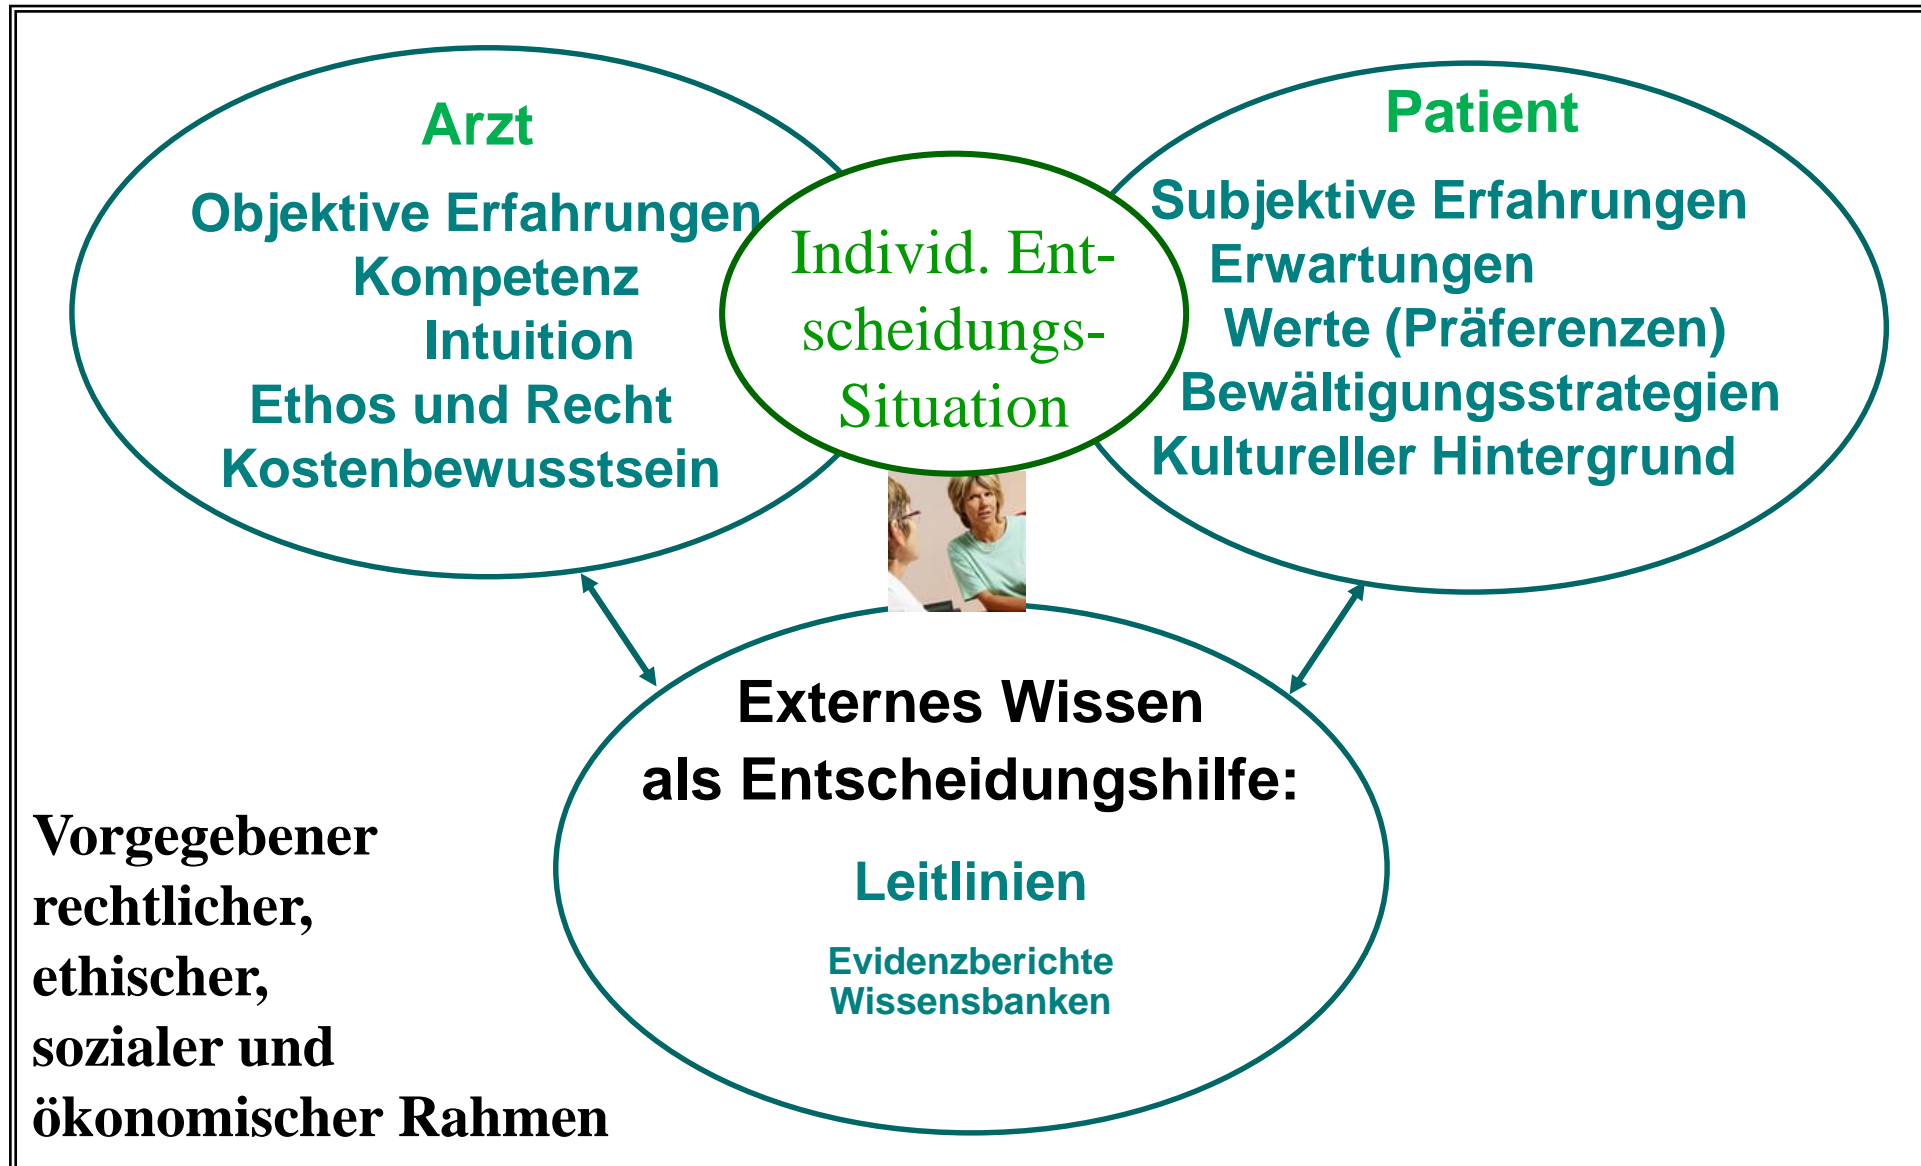 Arzt
Objektive Erfahrungen
Kompetenz
Intuition
Ethos und Recht
Kostenbewusstsein
Individ. Ent-
scheidungs-
Situation
Patient
Subjektive Erfahrungen
Erwartungen
Werte (Präferenzen)
Bewältigungsstrategien
Kultureller Hintergrund
Externes Wissen
als Entscheidungshilfe:
Leitlinien
Evidenzberichte
Wissensbanken
Vorgegebener
rechtlicher,
ethischer,
sozialer und
ökonomischer Rahmen